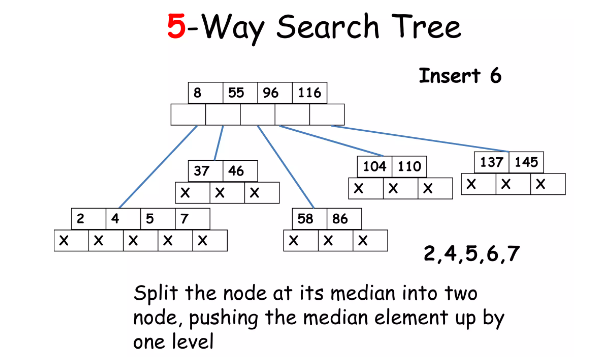 5-Way Search Tree
Insert 6
8 55 96 116
37 46
X X X
104 110
X X X
137 145
X X X
2 4 5 7
X X X X X
58 86
X X X
2,4,5,6,7
Split the node at its median into two
node, pushing the median element up by
one level